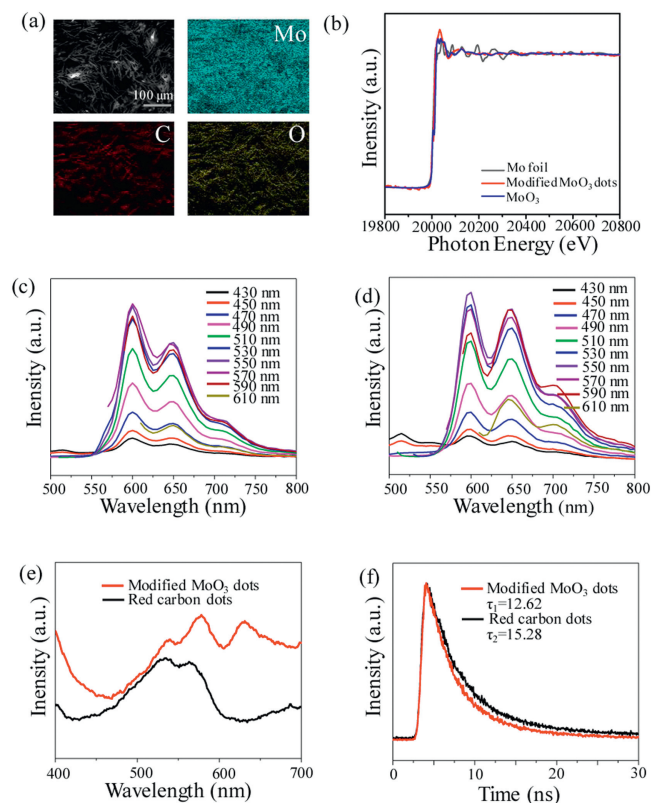 (a)
Mo
100 μm
C
O
(b)
Inensity (a.u.)
Mo foil
Modified MoO₃ dots
MoO₃
19800 20000 20200 20400 20600 20800
Photon Energy (eV)
(c)
Inensity (a.u.)
430 nm
450 nm
470 nm
490 nm
510 nm
530 nm
550 nm
570 nm
590 nm
610 nm
500 550 600 650 700 750 800
Wavelength (nm)
(d)
Inensity (a.u.)
430 nm
450 nm
470 nm
490 nm
510 nm
530 nm
550 nm
570 nm
590 nm
610 nm
500 550 600 650 700 750 800
Wavelength (nm)
(e)
Inensity (a.u.)
Modified MoO₃ dots
Red carbon dots
400 500 600 700
Wavelength (nm)
(f)
Inensity (a.u.)
Modified MoO₃ dots
τ₁=12.62
Red carbon dots
τ₂=15.28
0 10 20 30
Time (ns)